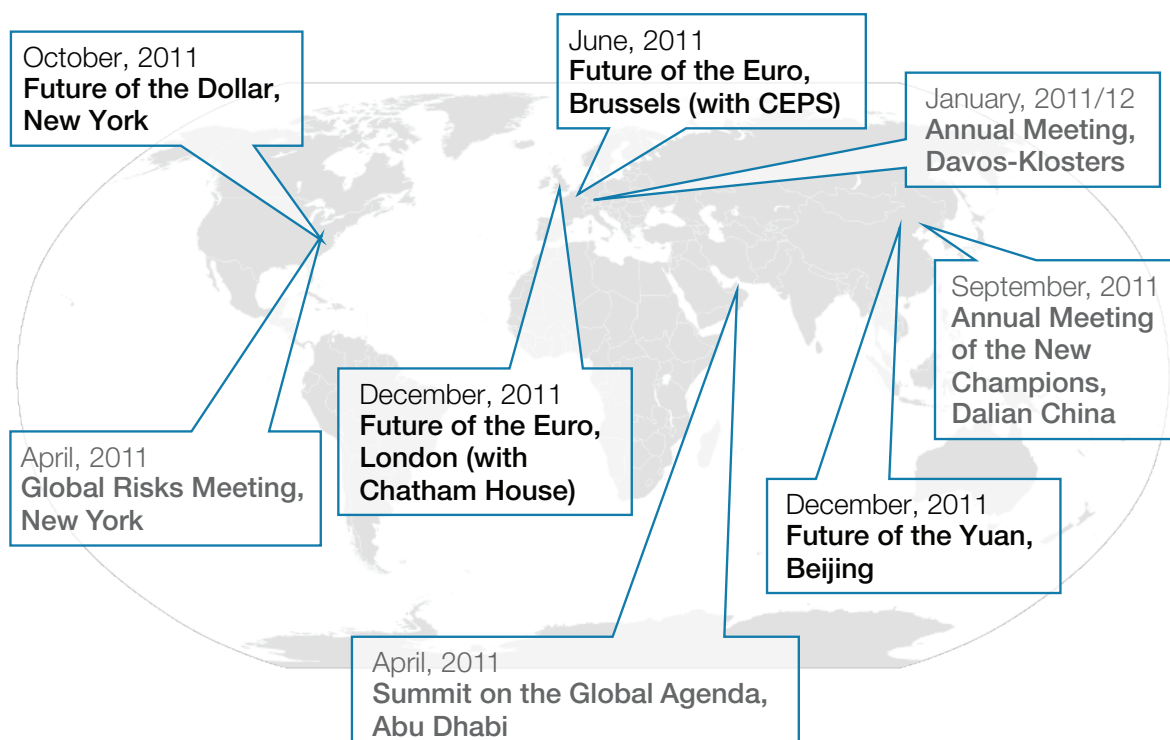 October, 2011
Future of the Dollar,
New York
June, 2011
Future of the Euro,
Brussels (with CEPS)
January, 2011/12
Annual Meeting,
Davos-Klosters
September, 2011
Annual Meeting
of the New
Champions,
Dalian China
December, 2011
Future of the Euro,
London (with
Chatham House)
April, 2011
Global Risks Meeting,
New York
December, 2011
Future of the Yuan,
Beijing
April, 2011
Summit on the Global Agenda,
Abu Dhabi